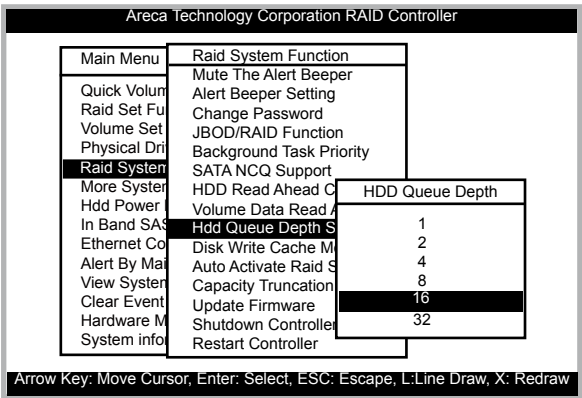 Areca Technology Corporation RAID Controller
Main Menu
Quick Volum
Raid Set Fu
Volume Set
Physical Dri
Raid System
More System
Hdd Power
In Band SAS
Ethernet Co
Alert By Mai
View System
Clear Event
Hardware M
System infor
Raid System Function
Mute The Alert Beeper
Alert Beeper Setting
Change Password
JBOD/RAID Function
Background Task Priority
SATA NCQ Support
HDD Read Ahead C
Volume Data Read A
Hdd Queue Depth S
Disk Write Cache Mo
Auto Activate Raid S
Capacity Truncation
Update Firmware
Shutdown Controller
Restart Controller
HDD Queue Depth
1
2
4
8
16
32
Arrow Key: Move Cursor, Enter: Select, ESC: Escape, L:Line Draw, X: Redraw